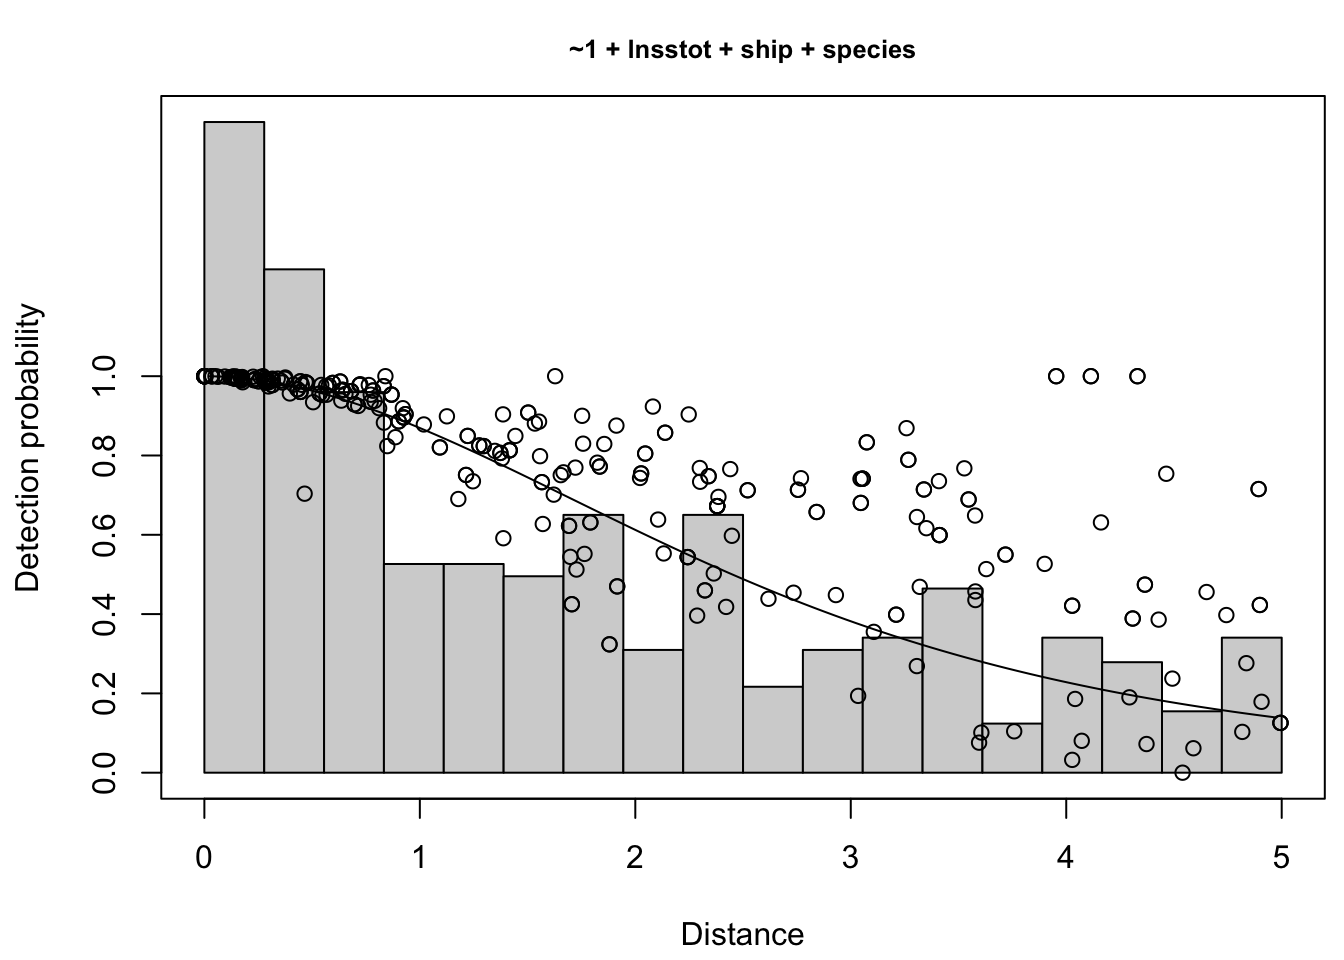 ~1 + lnsstot + ship + species
Detection probability
1.0
0.8
0.6
0.4
0.2
0.0
0 1 2 3 4 5
Distance